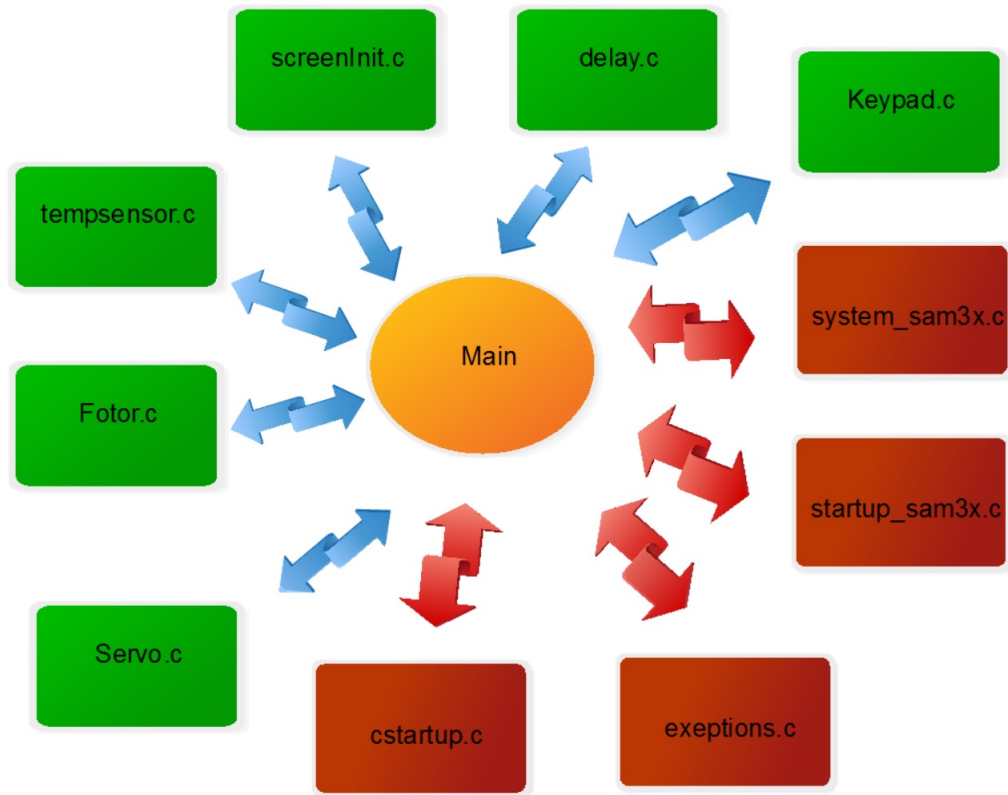 screenInit.c
delay.c
Keypad.c
tempsensor.c
system_sam3x.c
Main
Fotor.c
startup_sam3x.c
Servo.c
cstartup.c
exeptions.c